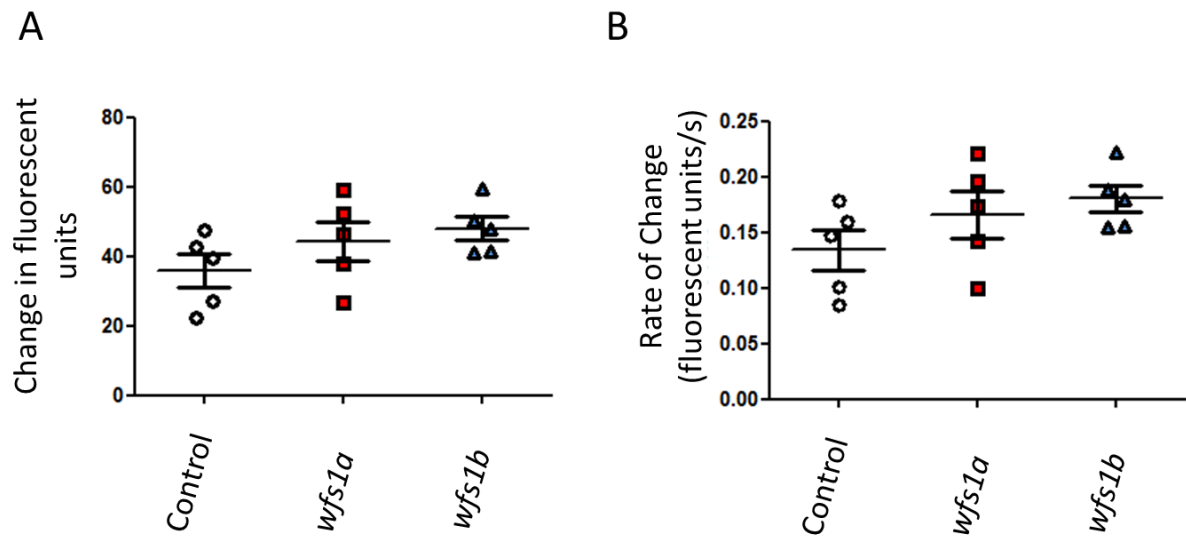 A
Change in fluorescent
units
80
60
40
20
0
Control
wfs1a
wfs1b
B
Rate of Change
(fluorescent units/s)
0.25
0.20
0.15
0.10
0.05
0.00
Control
wfs1a
wfs1b